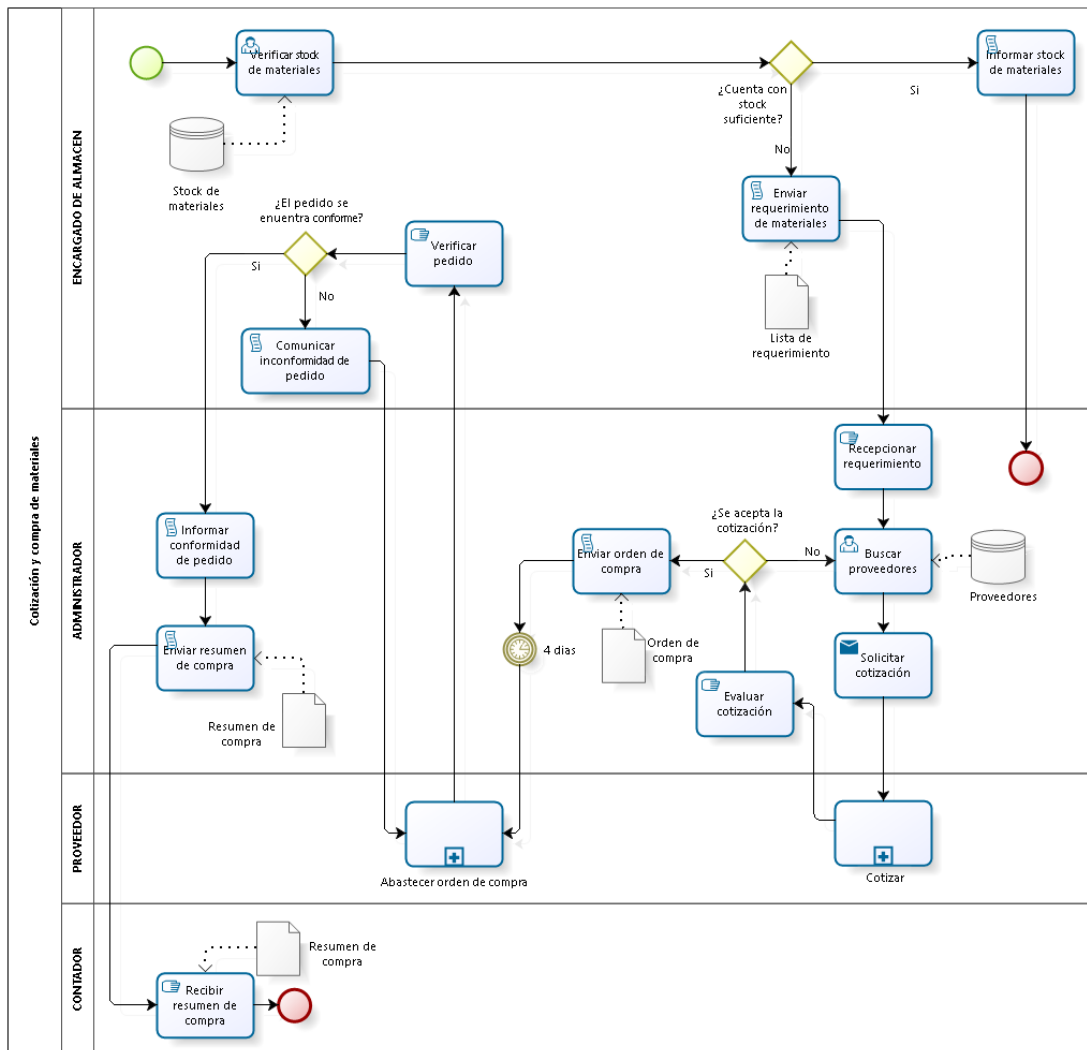 Cotización y compra de materiales
ENCARGADO DE ALMACEN
Verificar stock
de materiales
Stock de
materiales
¿Cuenta con
stock
suficiente?
Si
No
Informar stock
de materiales
Enviar
requerimiento
de materiales
Lista de
requerimiento
¿El pedido se
enuentra conforme?
Verificar
pedido
Si
No
Comunicar
inconformidad de
pedido
ADMINISTRADOR
Recepcionar
requerimiento
Informar
conformidad
de pedido
Enviar orden de
compra
¿Se acepta la
cotización?
Si
No
Buscar
proveedores
Proveedores
Enviar resumen
de compra
Resumen de
compra
4 dias
Orden de
compra
Evaluar
cotización
Solicitar
cotización
PROVEEDOR
Abastecer orden de compra
Cotizar
CONTADOR
Resumen de
compra
Recibir
resumen de
compra